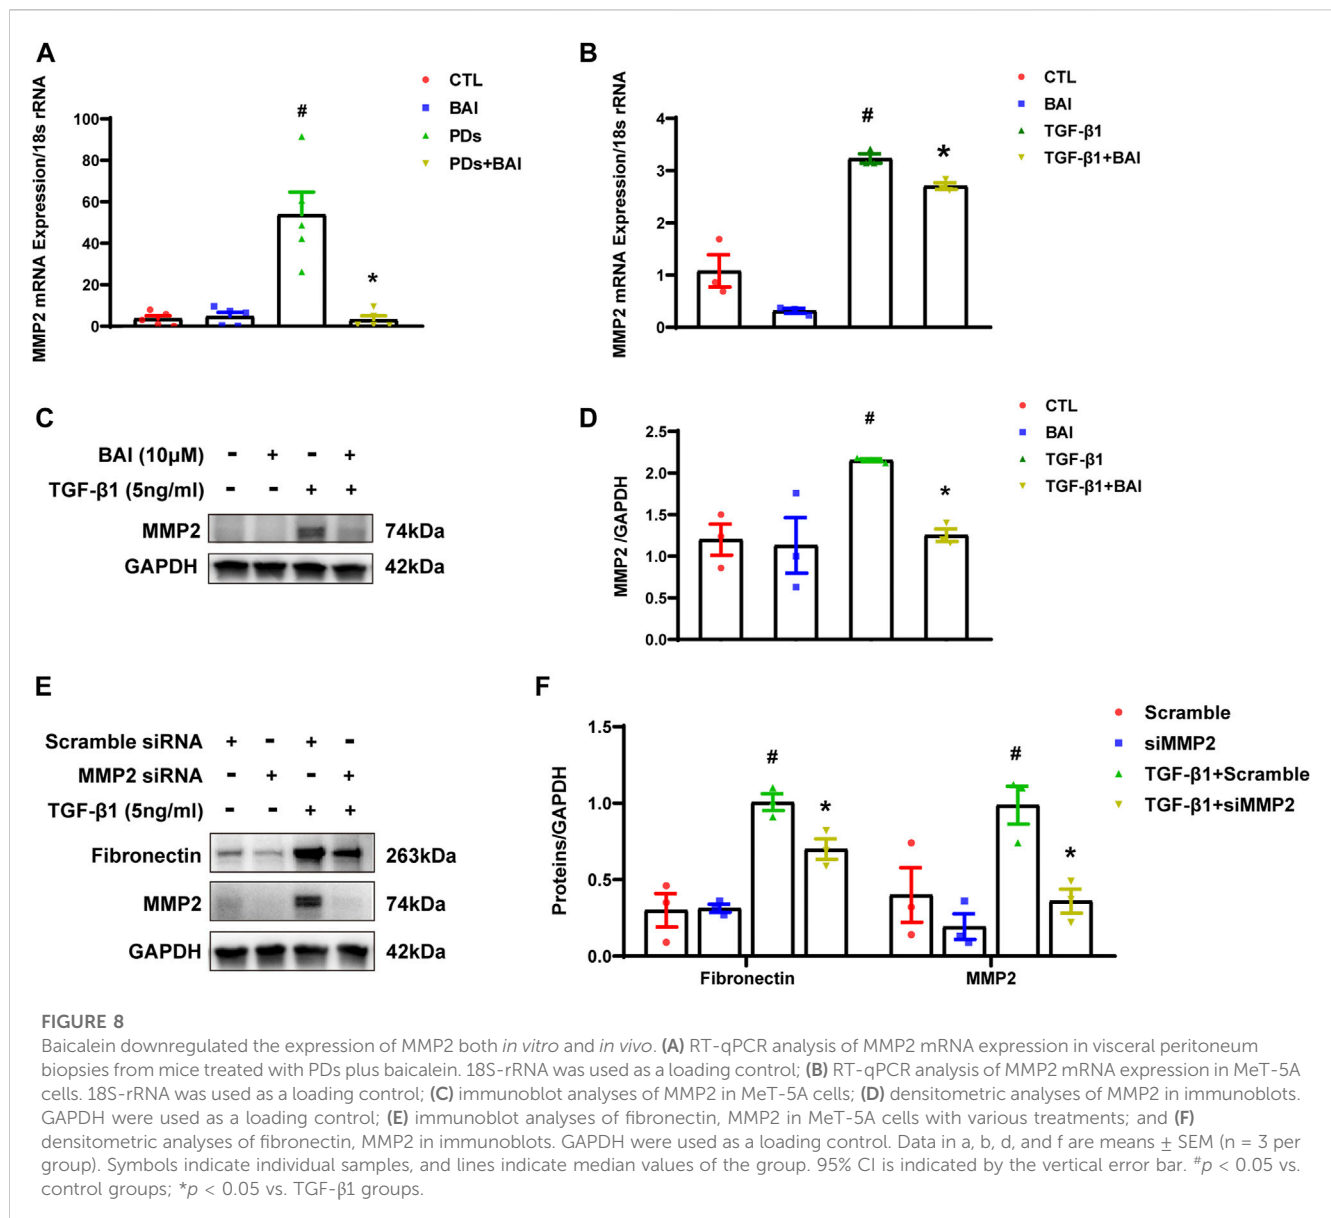 A
MMP2 mRNA Expression/18s rRNA
100
80
60
40
20
0
#
*
CTL
BAI
PDs
PDs+BAI
B
MMP2 mRNA Expression/18s rRNA
4
3
2
1
0
#
*
CTL
BAI
TGF-β1
TGF-β1+BAI
C
BAI (10μM) - + - +
TGF-β1 (5ng/ml) - - + +
MMP2 74kDa
GAPDH 42kDa
D
MMP2 /GAPDH
2.5
2.0
1.5
1.0
0.5
0.0
#
*
CTL
BAI
TGF-β1
TGF-β1+BAI
E
Scramble siRNA + - + -
MMP2 siRNA - + - +
TGF-β1 (5ng/ml) - - + +
Fibronectin 263kDa
MMP2 74kDa
GAPDH 42kDa
F
Proteins/GAPDH
1.5
1.0
0.5
0.0
#
*
#
*
Fibronectin MMP2
Scramble
siMMP2
TGF-β1+Scramble
TGF-β1+siMMP2
FIGURE 8
Baicalein downregulated the expression of MMP2 both in vitro and in vivo. (A) RT-qPCR analysis of MMP2 mRNA expression in visceral peritoneum
biopsies from mice treated with PDs plus baicalein. 18S-rRNA was used as a loading control; (B) RT-qPCR analysis of MMP2 mRNA expression in MeT-5A
cells. 18S-rRNA was used as a loading control; (C) immunoblot analyses of MMP2 in MeT-5A cells; (D) densitometric analyses of MMP2 in immunoblots.
GAPDH were used as a loading control; (E) immunoblot analyses of fibronectin, MMP2 in MeT-5A cells with various treatments; and (F)
densitometric analyses of fibronectin, MMP2 in immunoblots. GAPDH were used as a loading control. Data in a, b, d, and f are means ± SEM (n = 3 per
group). Symbols indicate individual samples, and lines indicate median values of the group. 95% CI is indicated by the vertical error bar. #p < 0.05 vs.
control groups; *p < 0.05 vs. TGF-β1 groups.